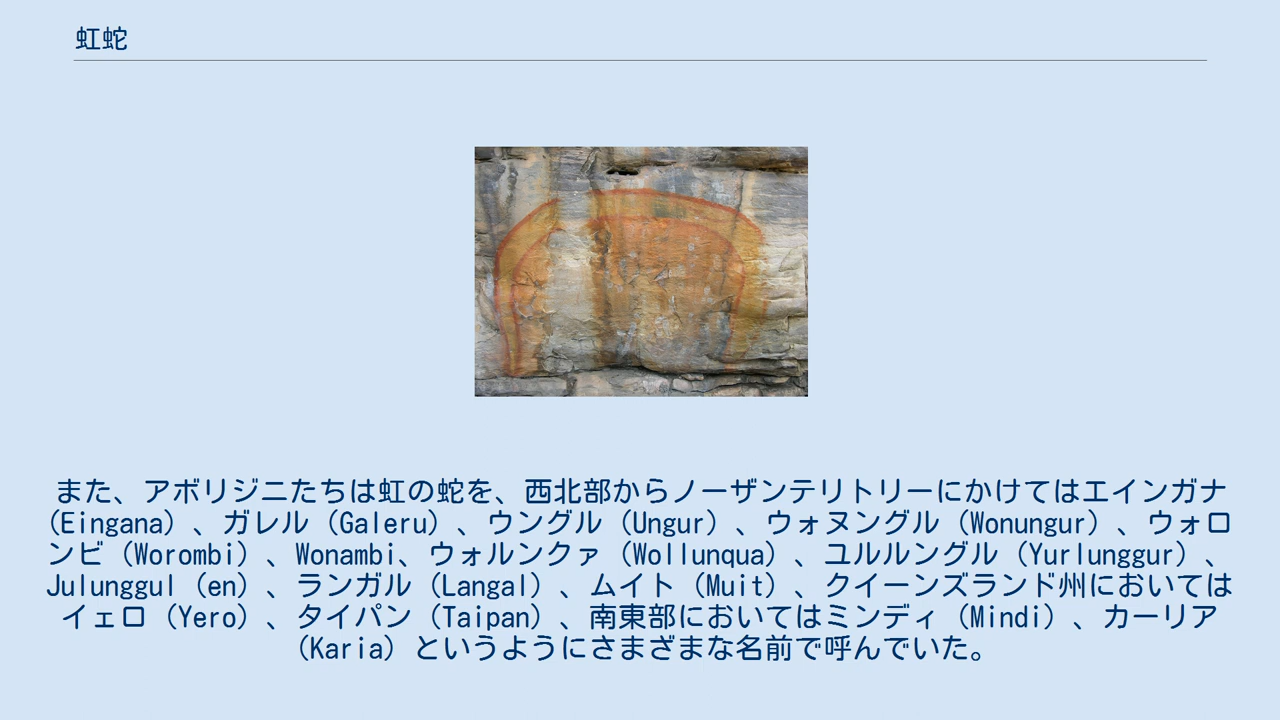 虹蛇
また、アボリジニたちは虹の蛇を、西北部からノーザンテリトリーにかけてはエインガナ
(Eingana) 、ガレル (Galeru) 、ウングル (Ungur) 、ウォヌングル (Wonungur) 、ウォロ
ンビ (Worombi) 、Wonambi、ウォルンクァ (Wollunqua) 、ユルルングル (Yurlunggur) 、
Julunggul (en) 、ランガル (Langal) 、ムイト (Muit) 、クイーンズランド州においては
イェロ (Yero) 、タイパン (Taipan) 、南東部においてはミンディ (Mindi) 、カーリア
(Karia) というようにさまざまな名前で呼んでいた。